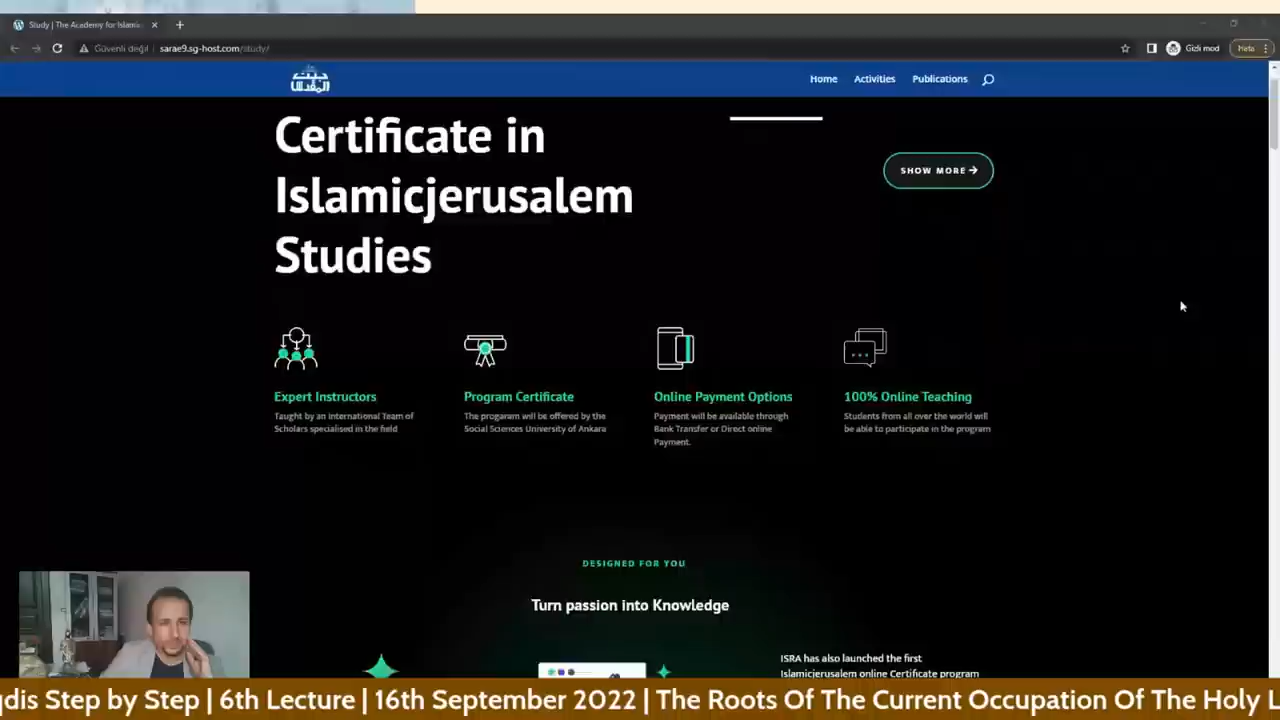 Study | The Academy for Islamic
Güvenli değil | sarae9.sg-host.com/study/
Gizli mod
Hata
بيت
المقدس
Home
Activities
Publications
Certificate in
Islamicjerusalem
Studies
SHOW MORE
Expert Instructors
Taught by an International Team of
Scholars specialised in the field
Program Certificate
The progaram will be offered by the
Social Sciences University of Ankara
Online Payment Options
Payment will be available through
Bank Transfer or Direct online
Payment.
100% Online Teaching
Students from all over the world will
be able to participate in the program
DESIGNED FOR YOU
Turn passion into Knowledge
ISRA has also launched the first
Islamicjerusalem online Certificate program
qdis Step by Step | 6th Lecture | 16th September 2022 | The Roots Of The Current Occupation Of The Holy L